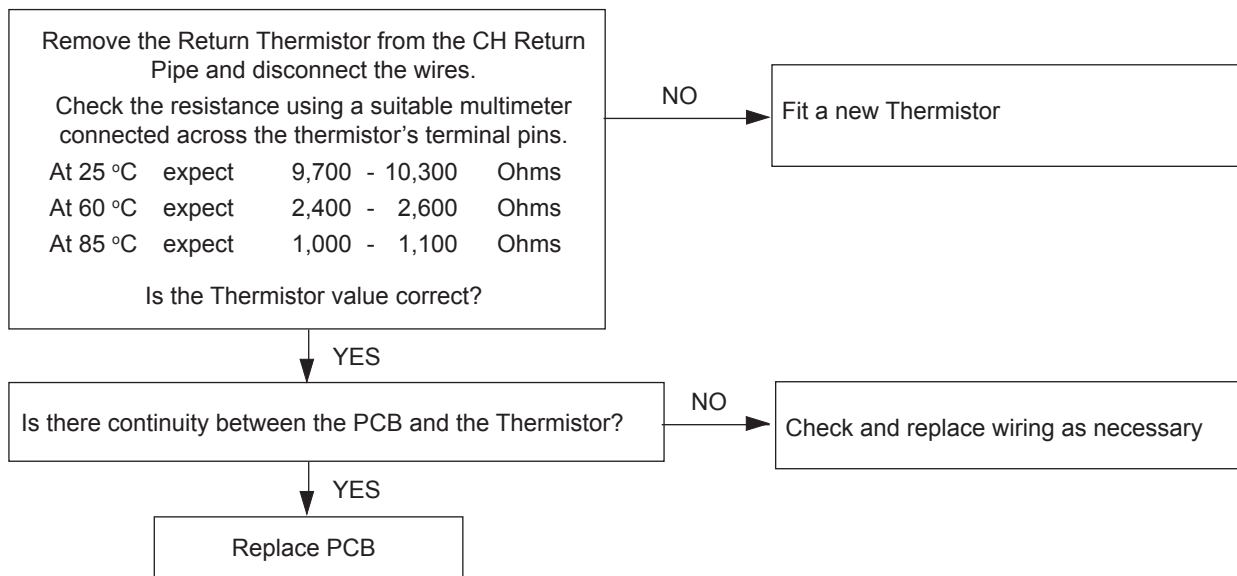 Remove the Return Thermistor from the CH Return
Pipe and disconnect the wires.
Check the resistance using a suitable multimeter
connected across the thermistor's terminal pins.
At 25 °C expect 9,700 - 10,300 Ohms
At 60 °C expect 2,400 - 2,600 Ohms
At 85 °C expect 1,000 - 1,100 Ohms
Is the Thermistor value correct?
NO
Fit a new Thermistor
YES
Is there continuity between the PCB and the Thermistor?
NO
Check and replace wiring as necessary
YES
Replace PCB